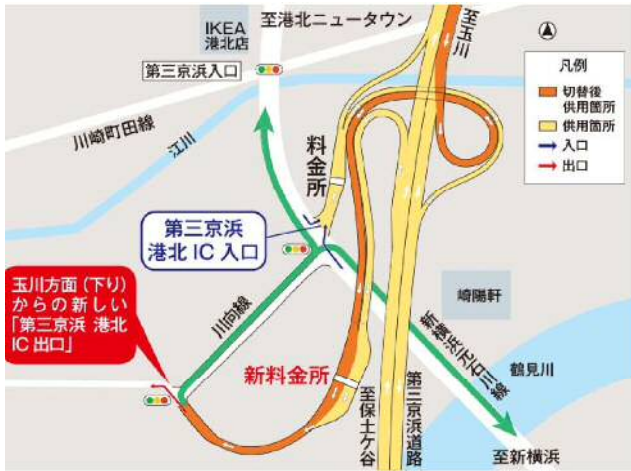 IKEA
港北店
至港北ニュータウン
至玉川
第三京浜入口
凡例
切替後
供用箇所
供用箇所
入口
出口
川崎町田線
江川
料金所
第三京浜
港北 IC 入口
玉川方面(下り)
からの新しい
「第三京浜 港北
IC 出口」
川向線
崎陽軒
新横浜元石川線
鶴見川
新料金所
至保土ケ谷
第三京浜道路
至新横浜